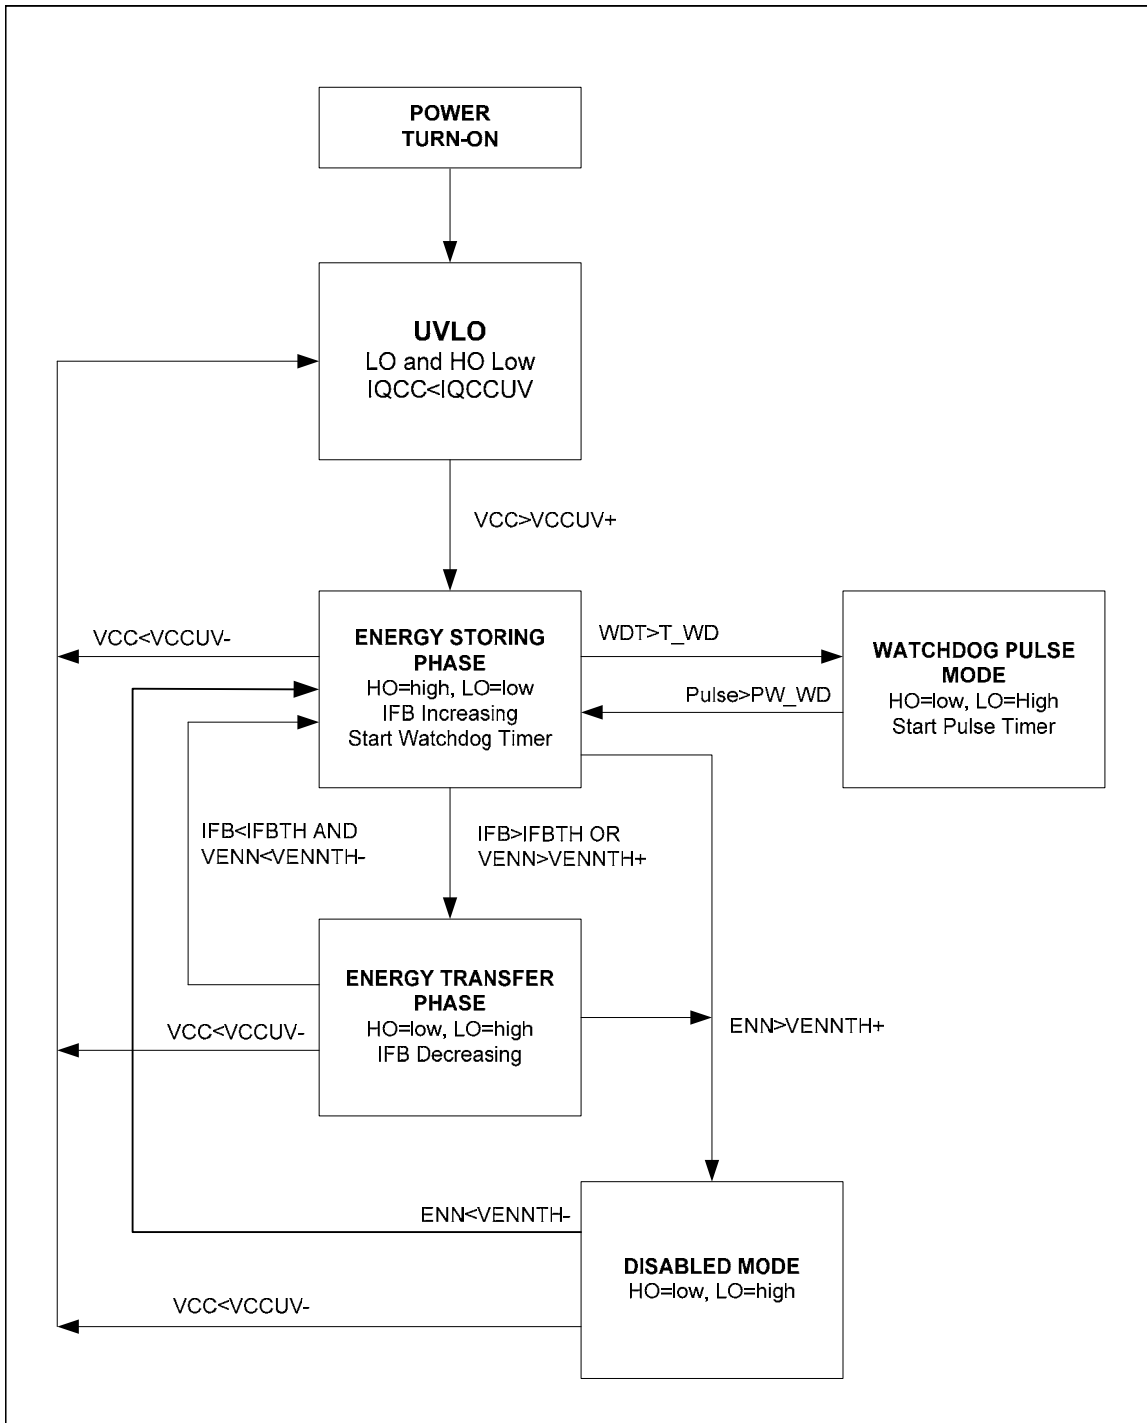 POWER
TURN-ON
UVLO
LO and HO Low
IQCC<IQCCUV
VCC>VCCUV+
VCC<VCCUV-
ENERGY STORING
PHASE
HO=high, LO=low
IFB Increasing
Start Watchdog Timer
WDT>T_WD
Pulse>PW_WD
WATCHDOG PULSE
MODE
HO=low, LO=High
Start Pulse Timer
IFB<IFBTH AND
VENN<VENNTH-
IFB>IFBTH OR
VENN>VENNTH+
ENERGY TRANSFER
PHASE
HO=low, LO=high
IFB Decreasing
VCC<VCCUV-
ENN>VENNTH+
ENN<VENNTH-
DISABLED MODE
HO=low, LO=high
VCC<VCCUV-